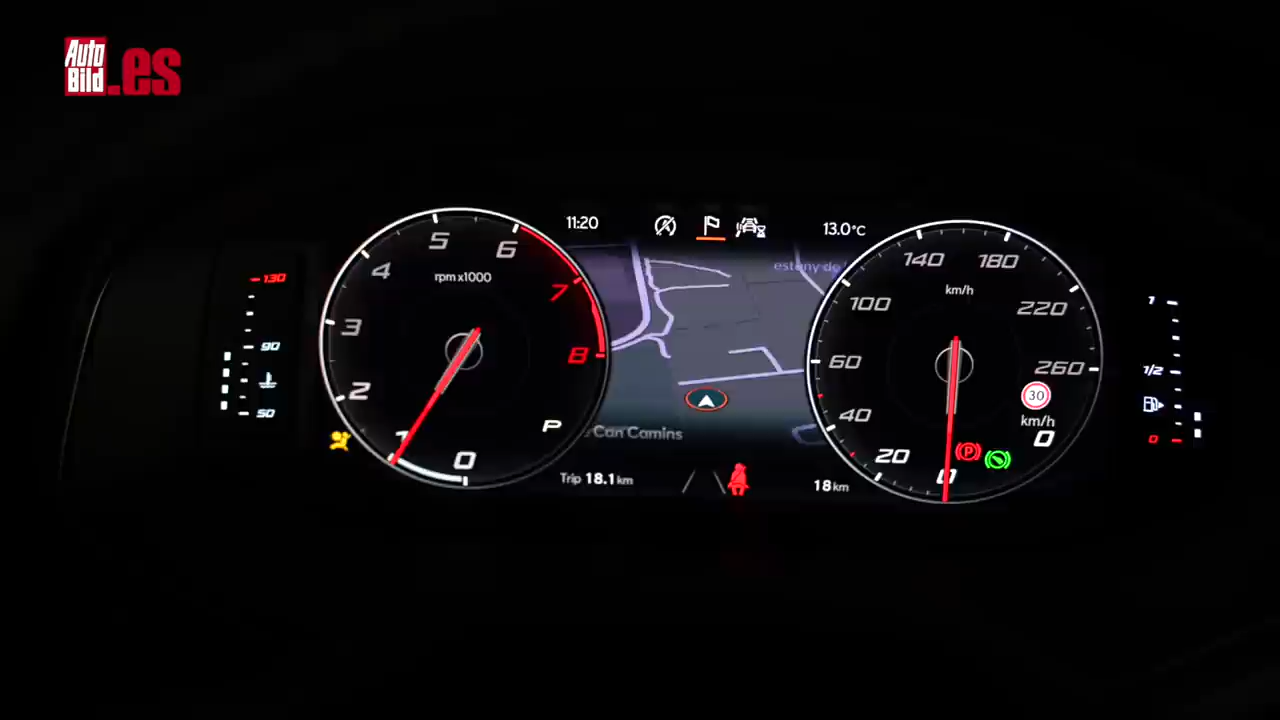 Auto
Bild.es
11:20
13.0°C
rpm x1000
0
1
2
3
4
5
6
7
8
P
130
90
50
estany de
Can Camins
Trip 18.1 km
18 km
km/h
0
20
40
60
100
140
180
220
260
30
km/h
0
P
1
1/2
0